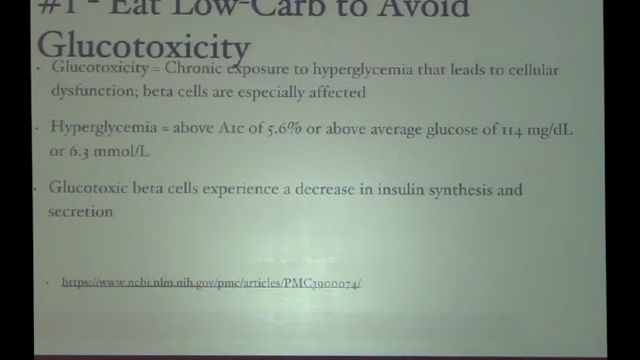 #1 - Eat Low-Carb to Avoid
Glucotoxicity
· Glucotoxicity = Chronic exposure to hyperglycemia that leads to cellular
dysfunction; beta cells are especially affected
· Hyperglycemia = above A1c of 5.6% or above average glucose of 114 mg/dL
or 6.3 mmol/L
· Glucotoxic beta cells experience a decrease in insulin synthesis and
secretion
· https://www.ncbi.nlm.nih.gov/pmc/articles/PMC3900074/